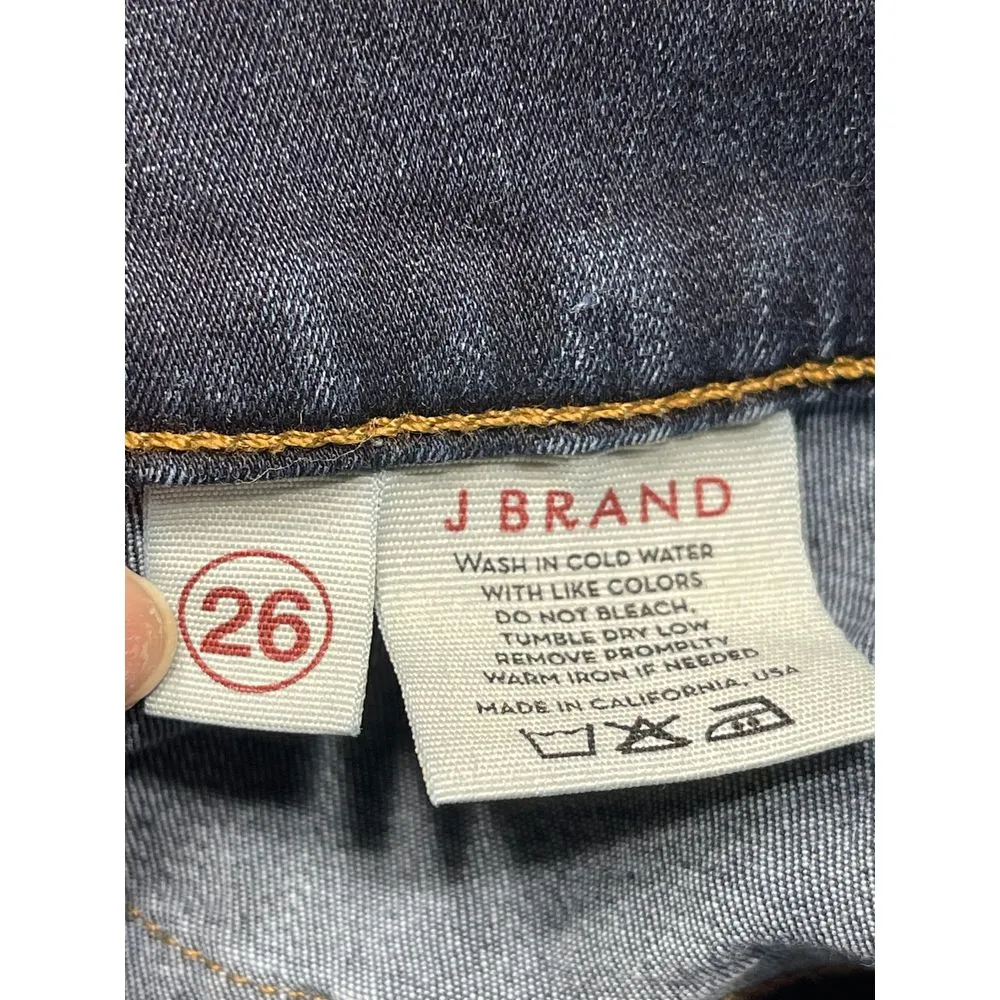 26
J BRAND
WASH IN COLD WATER
WITH LIKE COLORS
DO NOT BLEACH,
TUMBLE DRY LOW
REMOVE PROMPLTY
WARM IRON IF NEEDED
MADE IN CALIFORNIA, USA